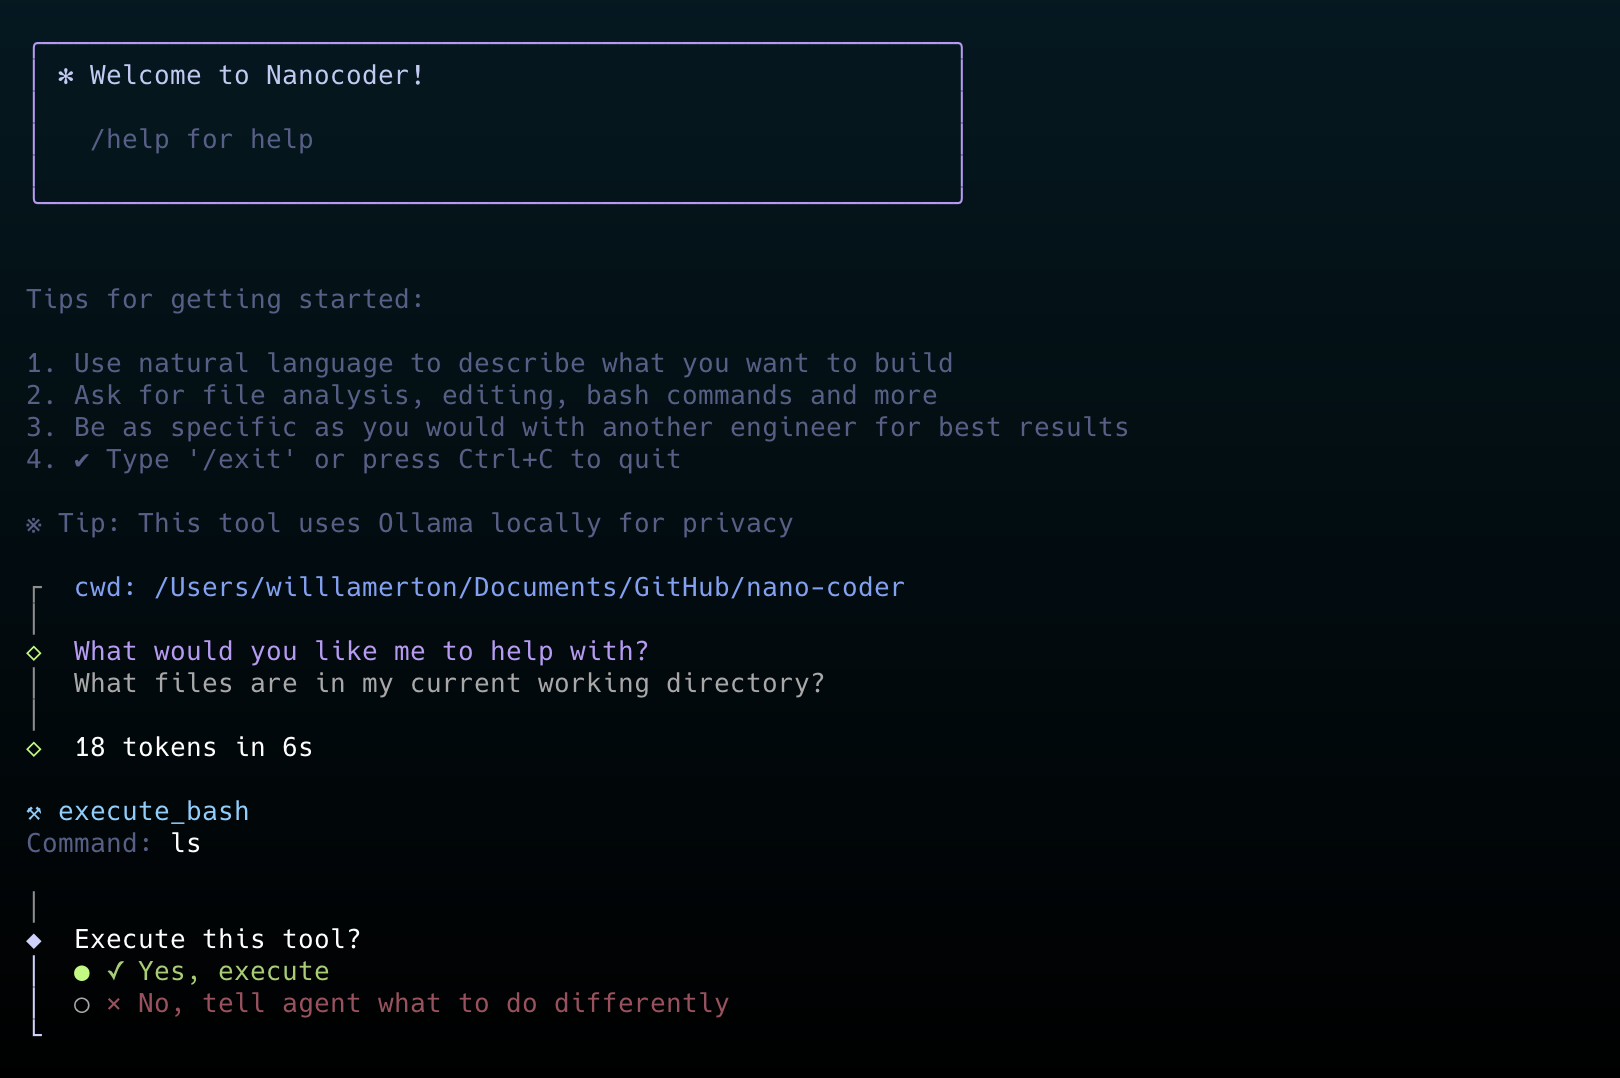 ✻ Welcome to Nanocoder!
/help for help
Tips for getting started:
1. Use natural language to describe what you want to build
2. Ask for file analysis, editing, bash commands and more
3. Be as specific as you would with another engineer for best results
4. ✔ Type '/exit' or press Ctrl+C to quit
※ Tip: This tool uses Ollama locally for privacy
cwd: /Users/willlamerton/Documents/GitHub/nano-coder
What would you like me to help with?
What files are in my current working directory?
18 tokens in 6s
⚒ execute_bash
Command: ls
Execute this tool?
● ✓ Yes, execute
○ × No, tell agent what to do differently